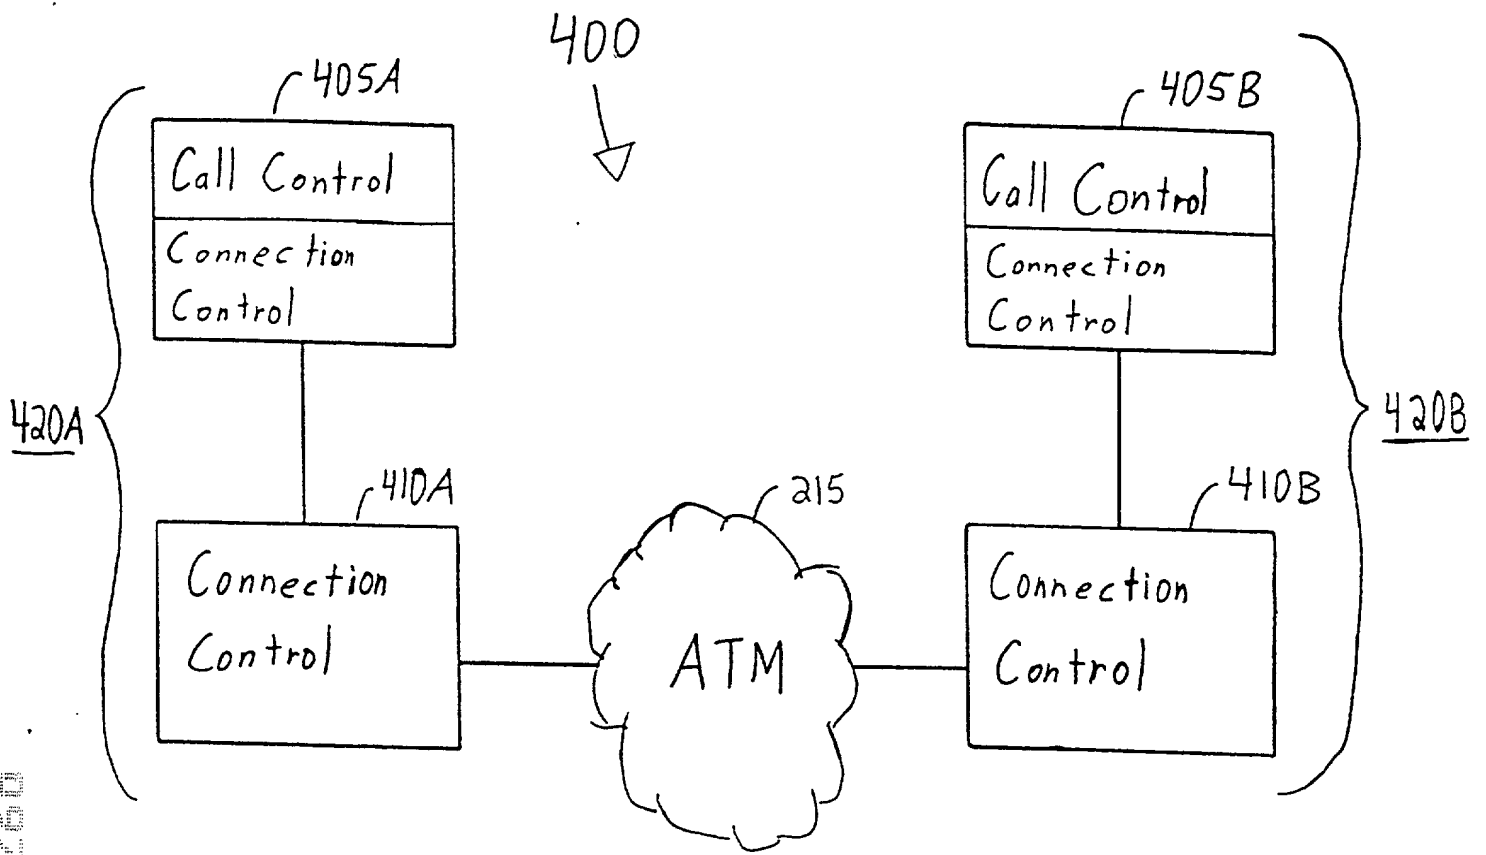 400
405A
405B
Call Control
Connection
Control
Call Control
Connection
Control
420A
420B
410A
215
410B
Connection
Control
ATM
Connection
Control